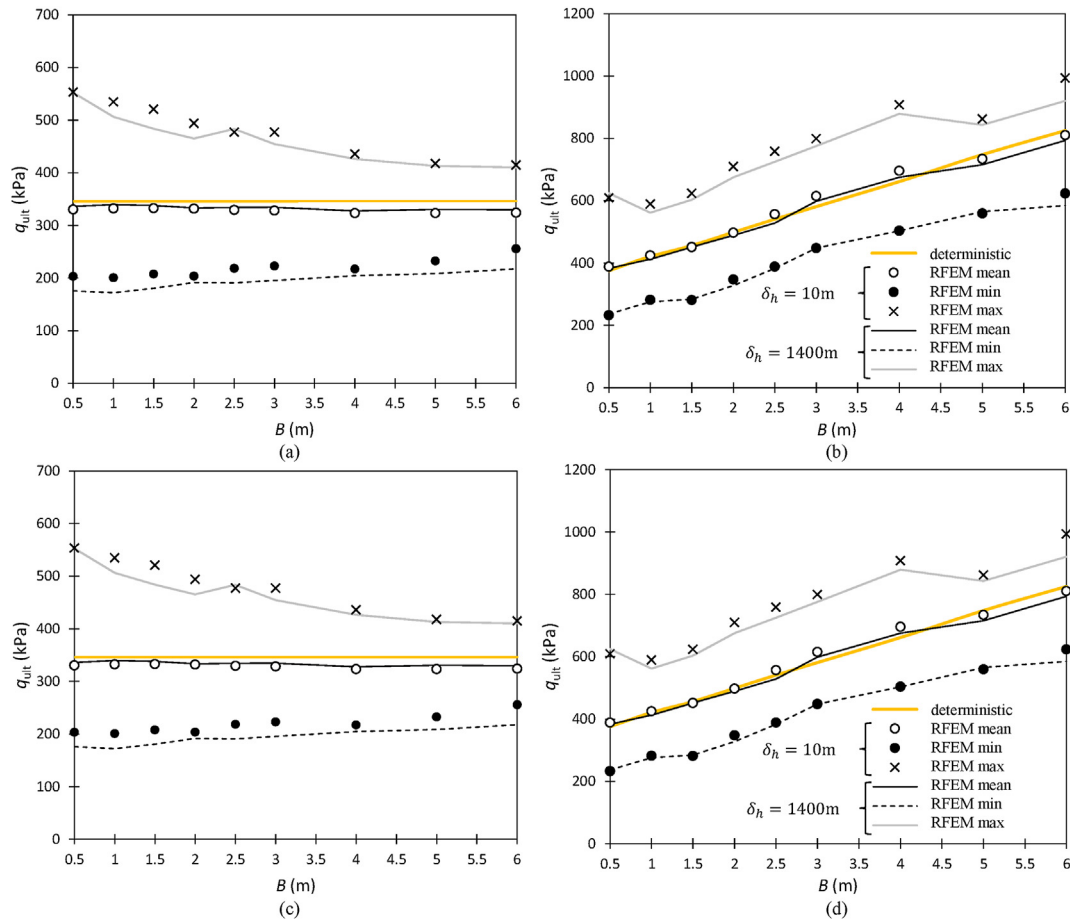 700
600
500
400
300
200
100
0
q_ult (kPa)
0.5 1 1.5 2 2.5 3 3.5 4 4.5 5 5.5 6
B (m)
(a)
1200
1000
800
600
400
200
0
q_ult (kPa)
deterministic
RFEM mean
δ_h = 10m
RFEM min
RFEM max
RFEM mean
δ_h = 1400m
RFEM min
RFEM max
0.5 1 1.5 2 2.5 3 3.5 4 4.5 5 5.5 6
B (m)
(b)
700
600
500
400
300
200
100
0
q_ult (kPa)
0.5 1 1.5 2 2.5 3 3.5 4 4.5 5 5.5 6
B (m)
(c)
1200
1000
800
600
400
200
0
q_ult (kPa)
deterministic
RFEM mean
δ_h = 10m
RFEM min
RFEM max
RFEM mean
δ_h = 1400m
RFEM min
RFEM max
0.5 1 1.5 2 2.5 3 3.5 4 4.5 5 5.5 6
B (m)
(d)